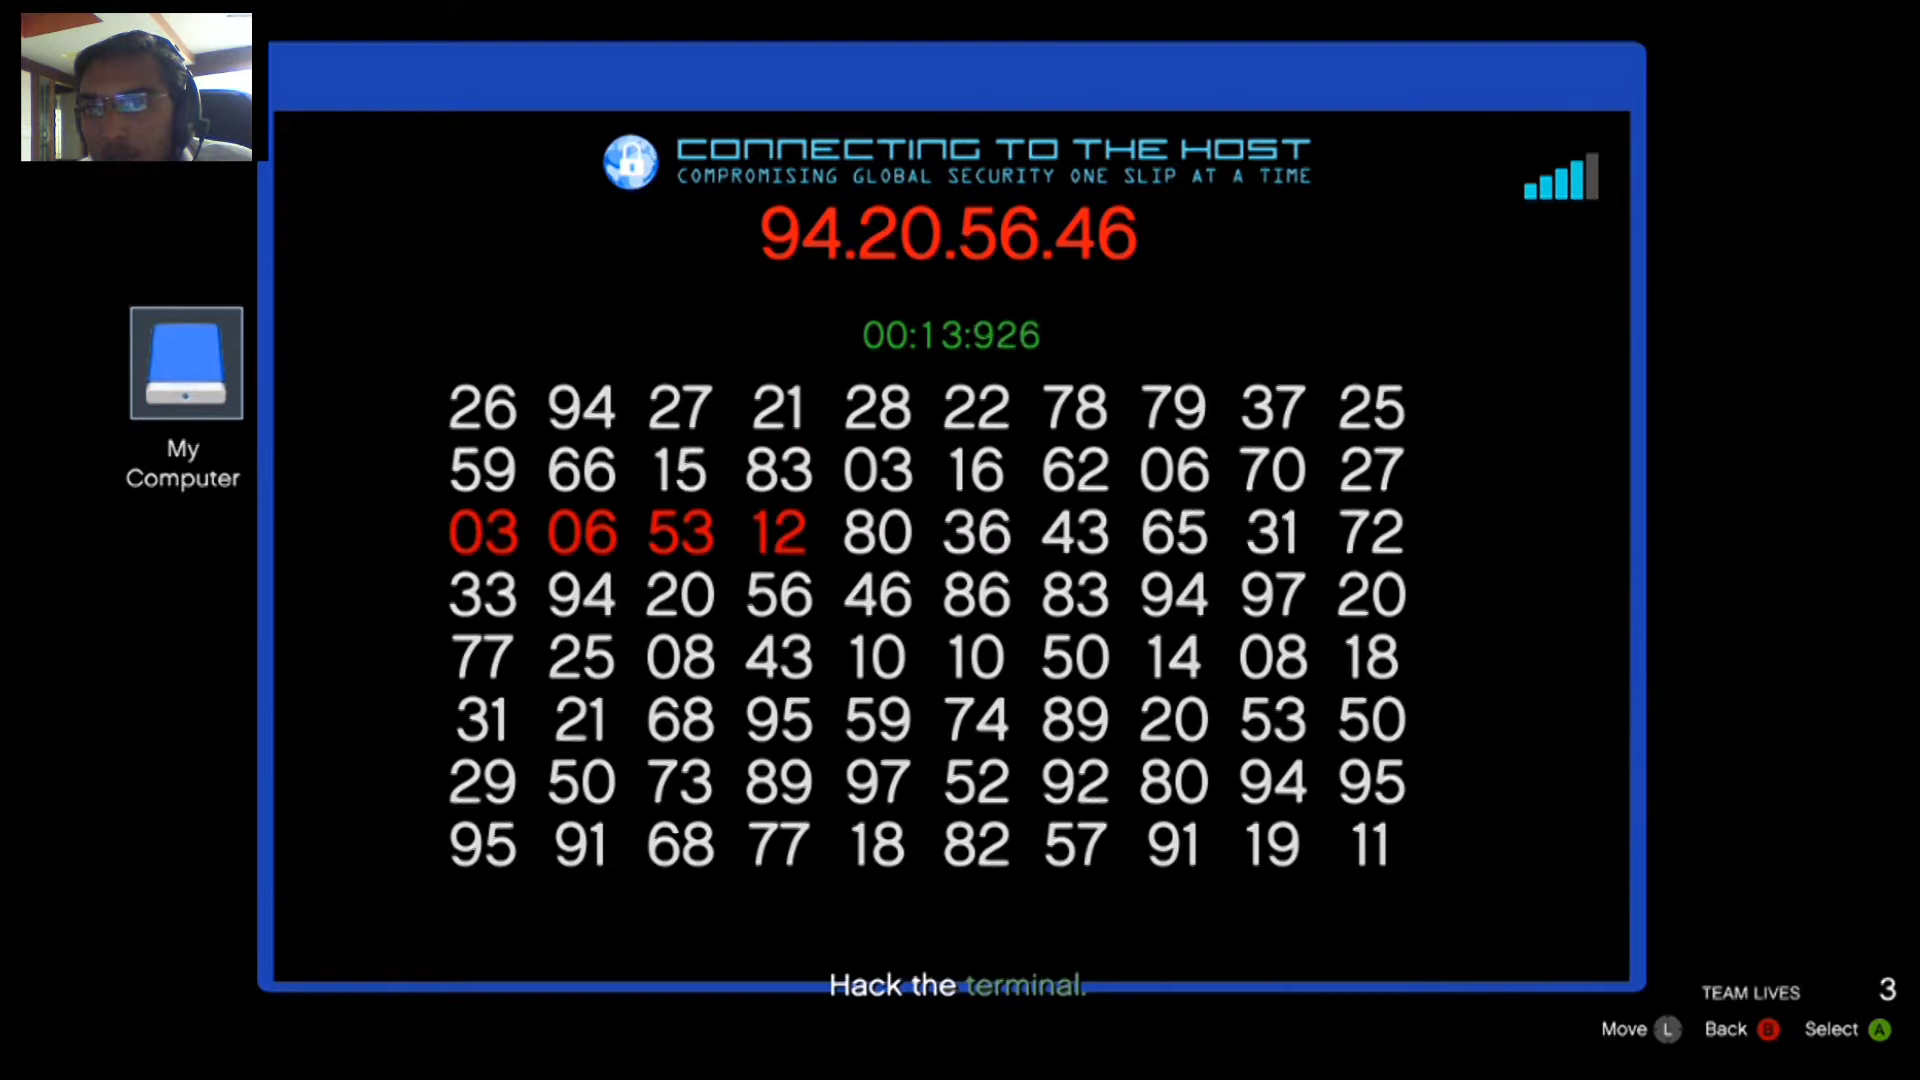 CONNECTING TO THE HOST
COMPROMISING GLOBAL SECURITY ONE SLIP AT A TIME
94.20.56.46
00:13:926
26 94 27 21 28 22 78 79 37 25
59 66 15 83 03 16 62 06 70 27
03 06 53 12 80 36 43 65 31 72
33 94 20 56 46 86 83 94 97 20
77 25 08 43 10 10 50 14 08 18
31 21 68 95 59 74 89 20 53 50
29 50 73 89 97 52 92 80 94 95
95 91 68 77 18 82 57 91 19 11
My
Computer
Hack the terminal.
TEAM LIVES 3
Move L Back B Select A